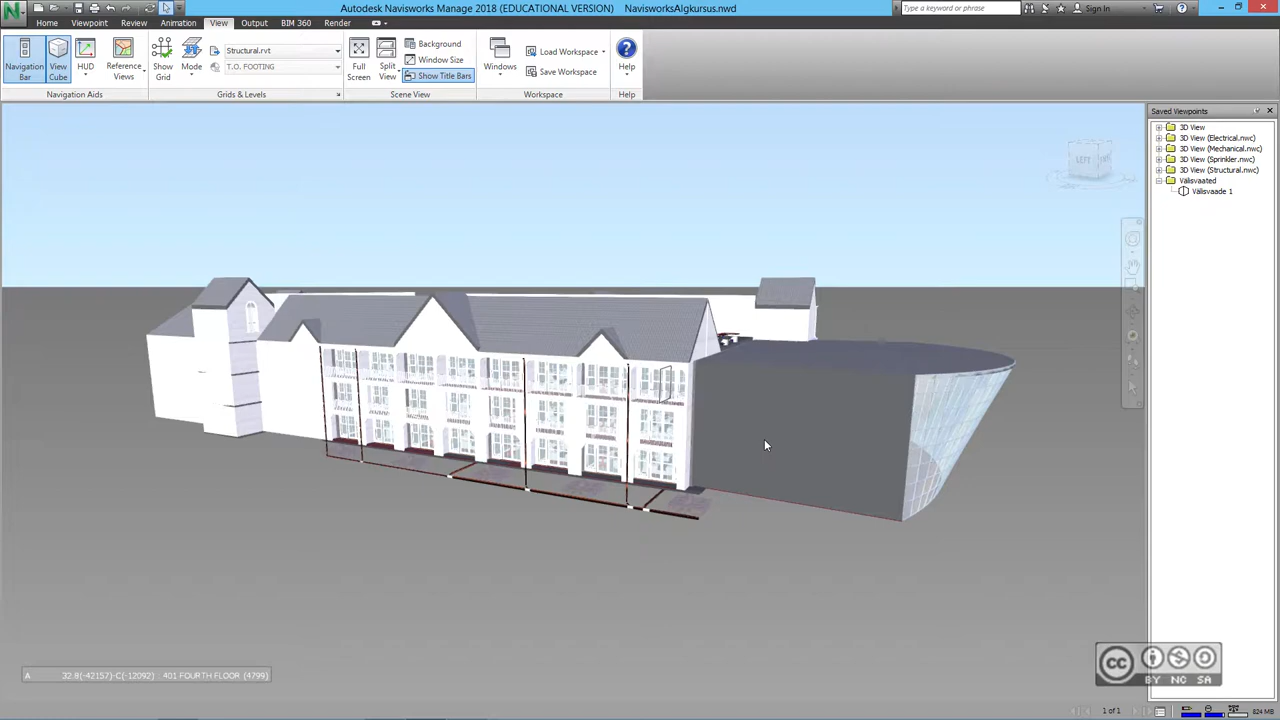 Autodesk Navisworks Manage 2018 (EDUCATIONAL VERSION) NavisworksAlgkursus.nwd
Type a keyword or phrase
Sign In
Home Viewpoint Review Animation View Output BIM 360 Render
Navigation Bar
View Cube
HUD
Reference Views
Show Grid
Mode
Structural.rvt
T.O. FOOTING
Full Screen
Split View
Background
Window Size
Show Title Bars
Windows
Load Workspace
Save Workspace
Help
Navigation Aids
Grids & Levels
Scene View
Workspace
Help
Saved Viewpoints
3D View
3D View (Electrical.nwc)
3D View (Mechanical.nwc)
3D View (Sprinkler.nwc)
3D View (Structural.nwc)
Välisvaated
Välisvaade 1
LEFT
A 32.8(-42157)-C(-12092) : 401 FOURTH FLOOR (4799)
cc
BY NC SA
1 of 1
824 MB